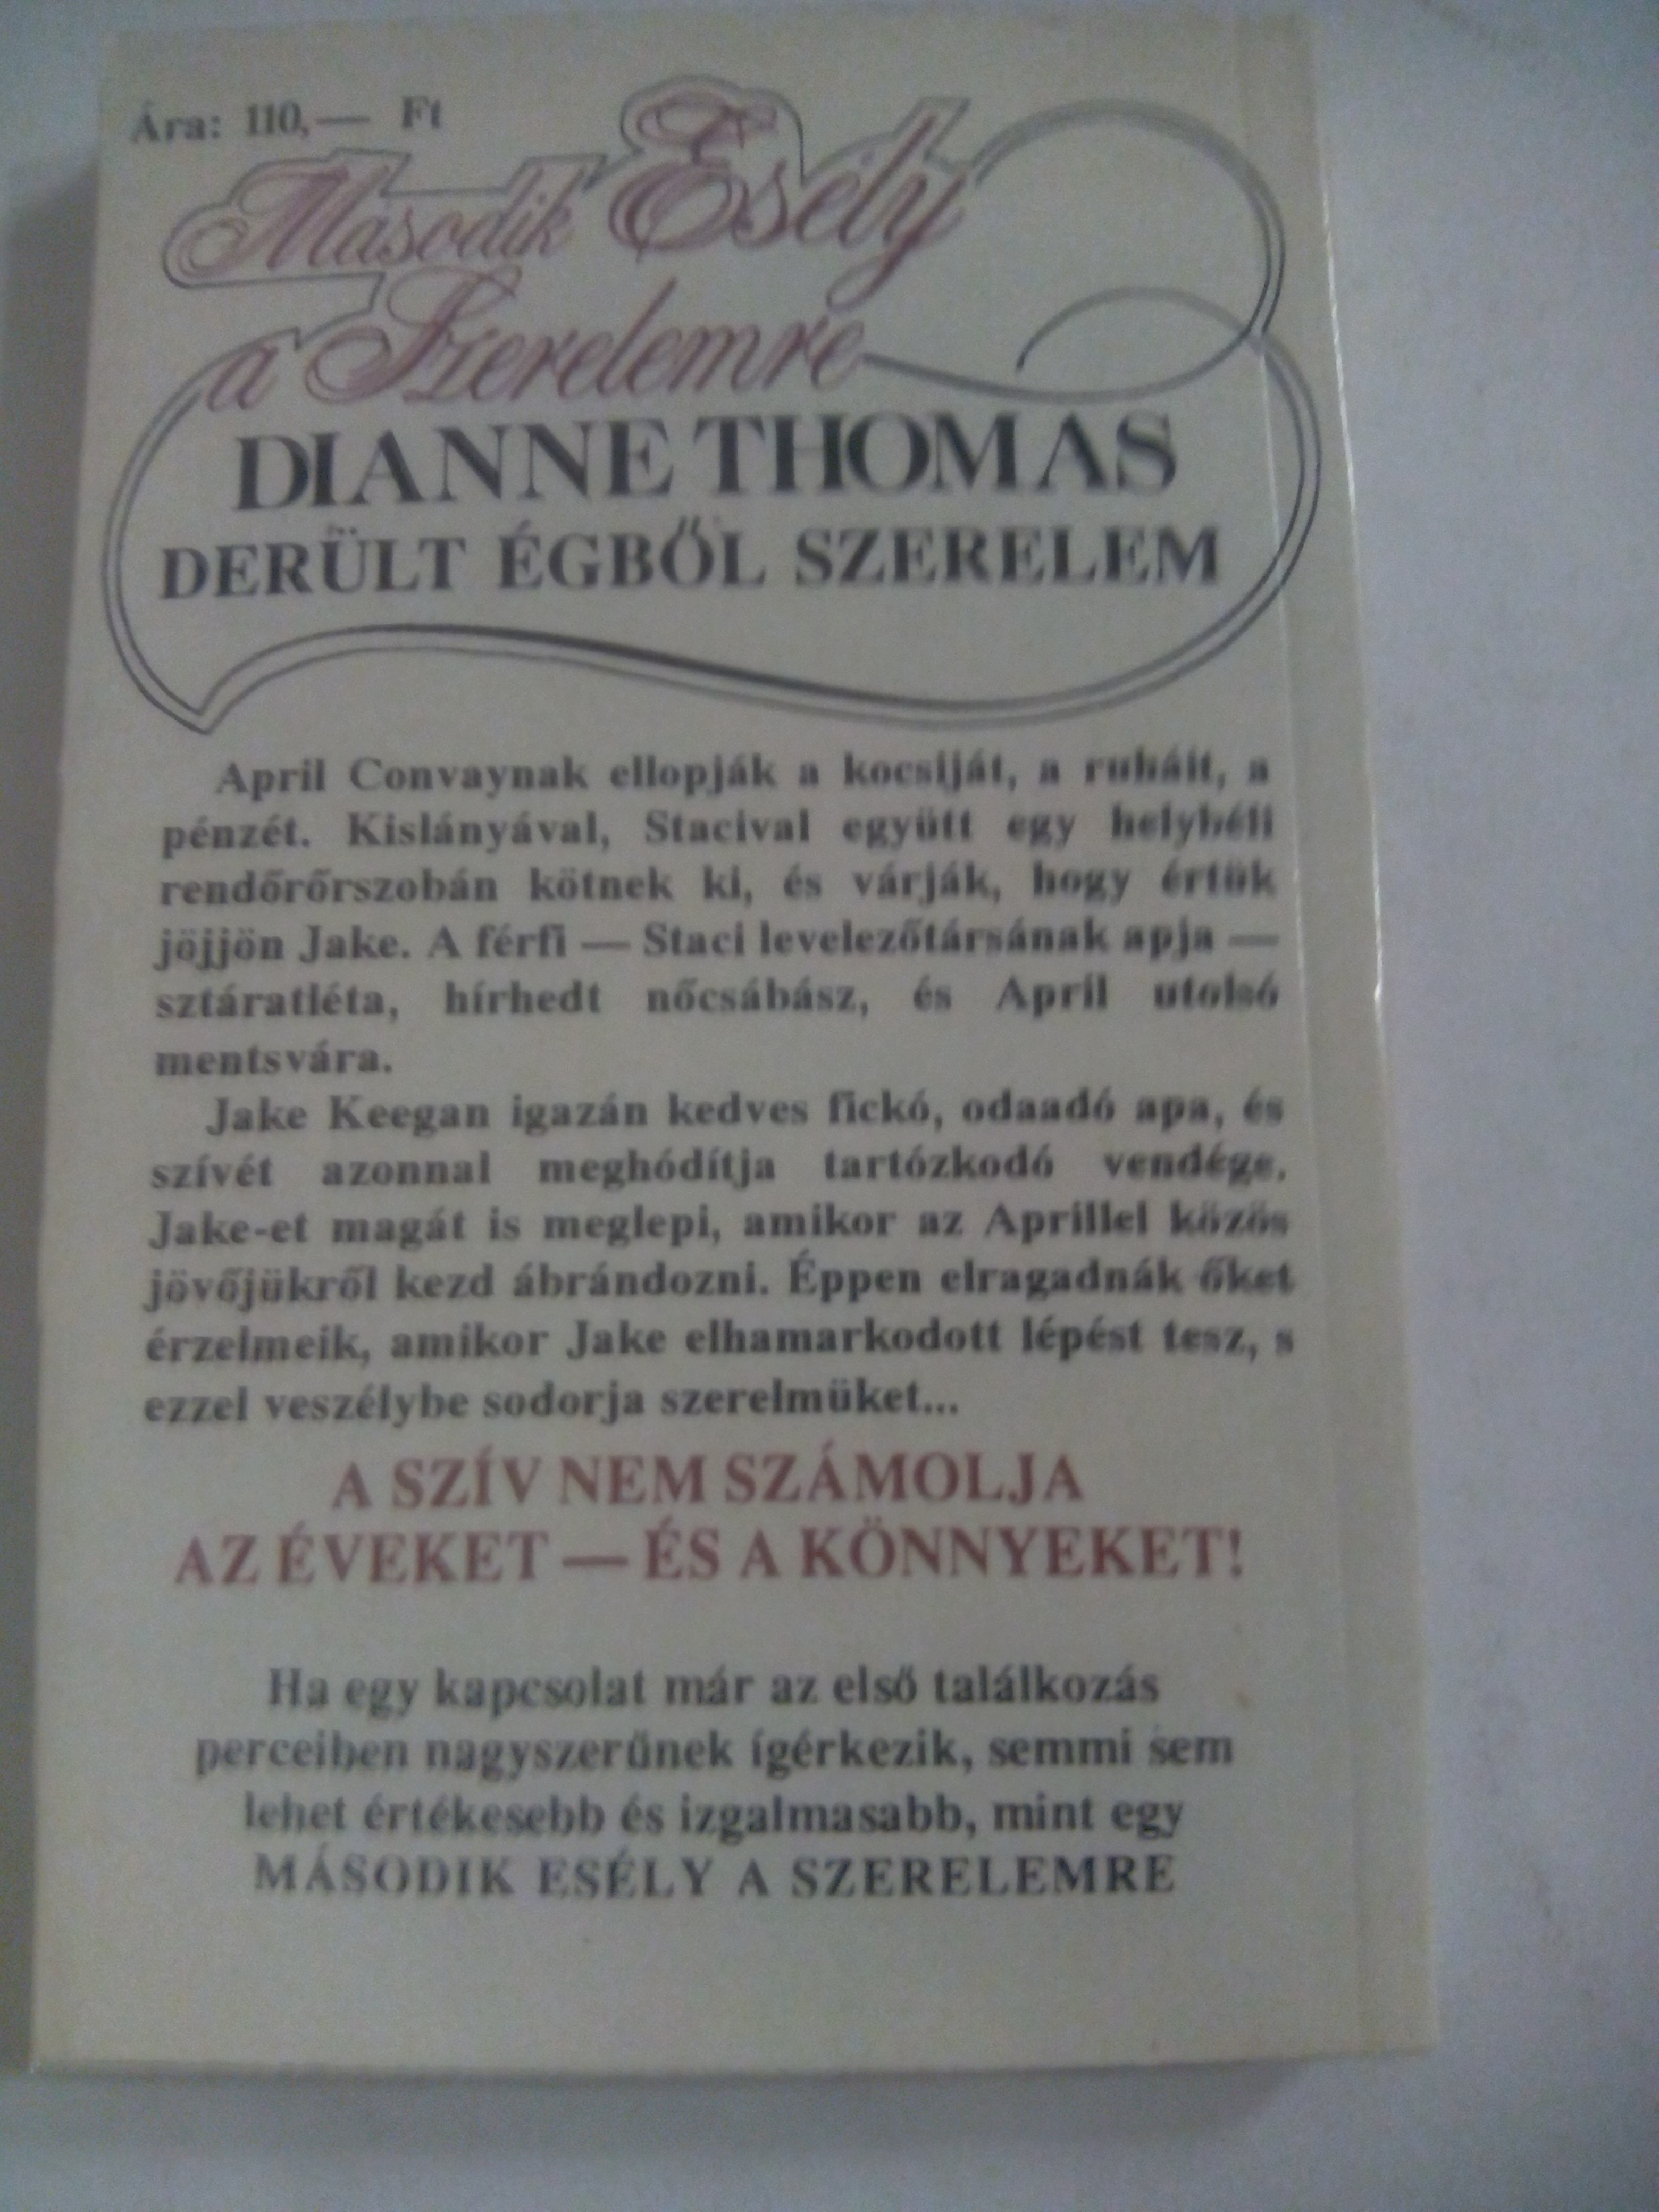 Ára: 110,— Ft
Második Esély
a Szerelemre
DIANNE THOMAS
DERÜLT ÉGBŐL SZERELEM
April Convaynak ellopják a kocsiját, a ruháit, a
pénzét. Kislányával, Stacival együtt egy helybéli
rendőrőrszobán kötnek ki, és várják, hogy értük
jöjjön Jake. A férfi — Staci levelezőtársának apja —
sztáratléta, hírhedt nőcsábász, és April utolsó
mentsvára.
Jake Keegan igazán kedves fickó, odaadó apa, és
szívét azonnal meghódítja tartózkodó vendége.
Jake-et magát is meglepi, amikor az Aprillel közös
jövőjükről kezd ábrándozni. Éppen elragadnák őket
érzelmeik, amikor Jake elhamarkodott lépést tesz, s
ezzel veszélybe sodorja szerelmüket...
A SZÍV NEM SZÁMOLJA
AZ ÉVEKET — ÉS A KÖNNYEKET!
Ha egy kapcsolat már az első találkozás
perceiben nagyszerűnek ígérkezik, semmi sem
lehet értékesebb és izgalmasabb, mint egy
MÁSODIK ESÉLY A SZERELEMRE